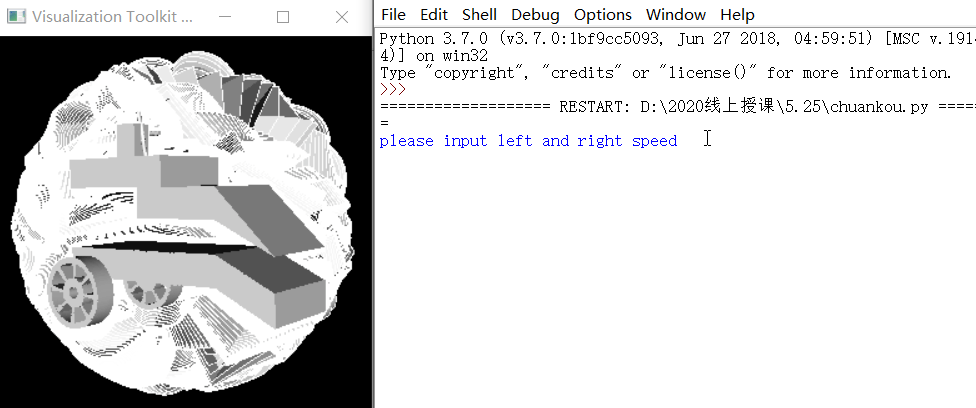 Visualization Toolkit ...
File Edit Shell Debug Options Window Help
Python 3.7.0 (v3.7.0:1bf9cc5093, Jun 27 2018, 04:59:51) [MSC v.191
4)] on win32
Type "copyright", "credits" or "license()" for more information.
>>>
=================== RESTART: D:\2020线上授课\5.25\chuankou.py =====
=
please input left and right speed